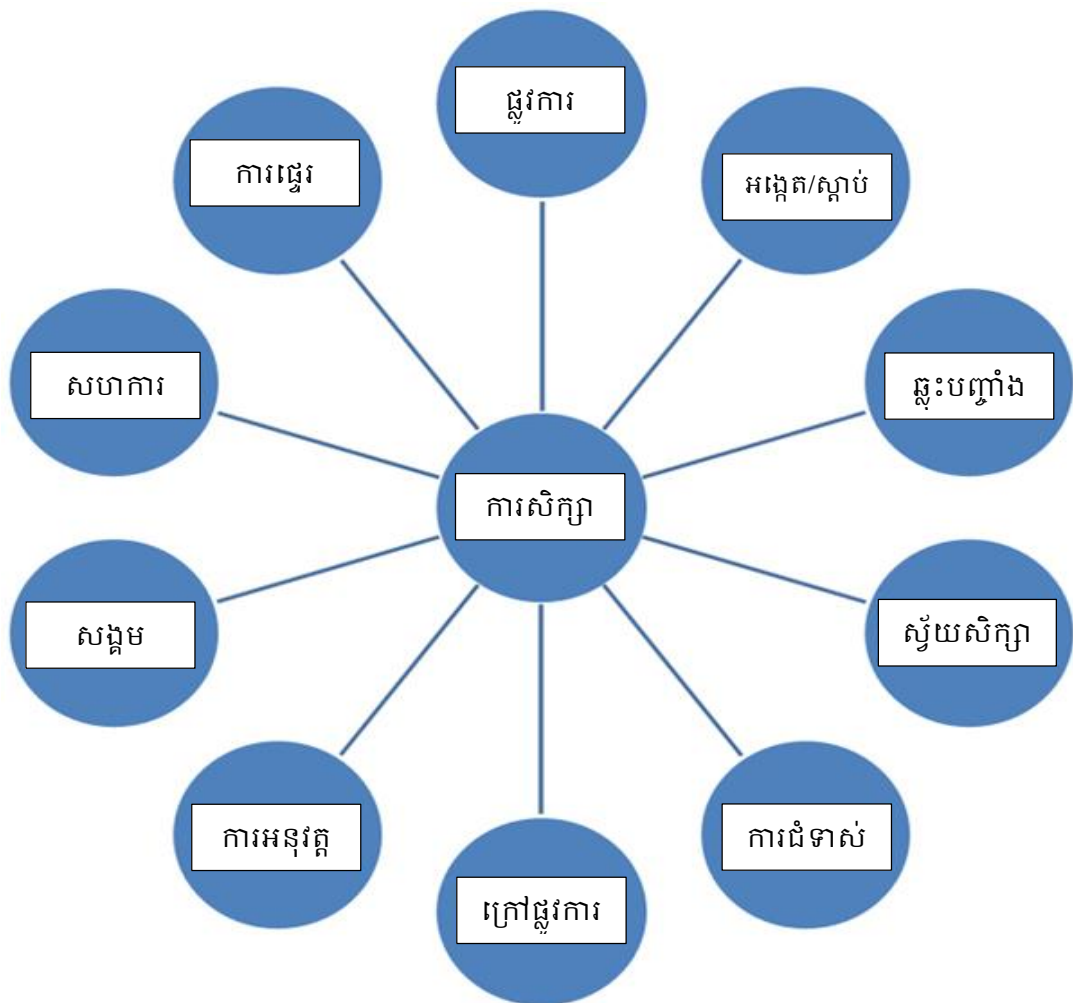 ផ្លូវការ
ការផ្ទេរ
អង្កេត/ស្ដាប់
សហការ
ឆ្លុះបញ្ចាំង
ការសិក្សា
សង្គម
ស្វ័យសិក្សា
ការអនុវត្ត
ការជំទាស់
ក្រៅផ្លូវការ